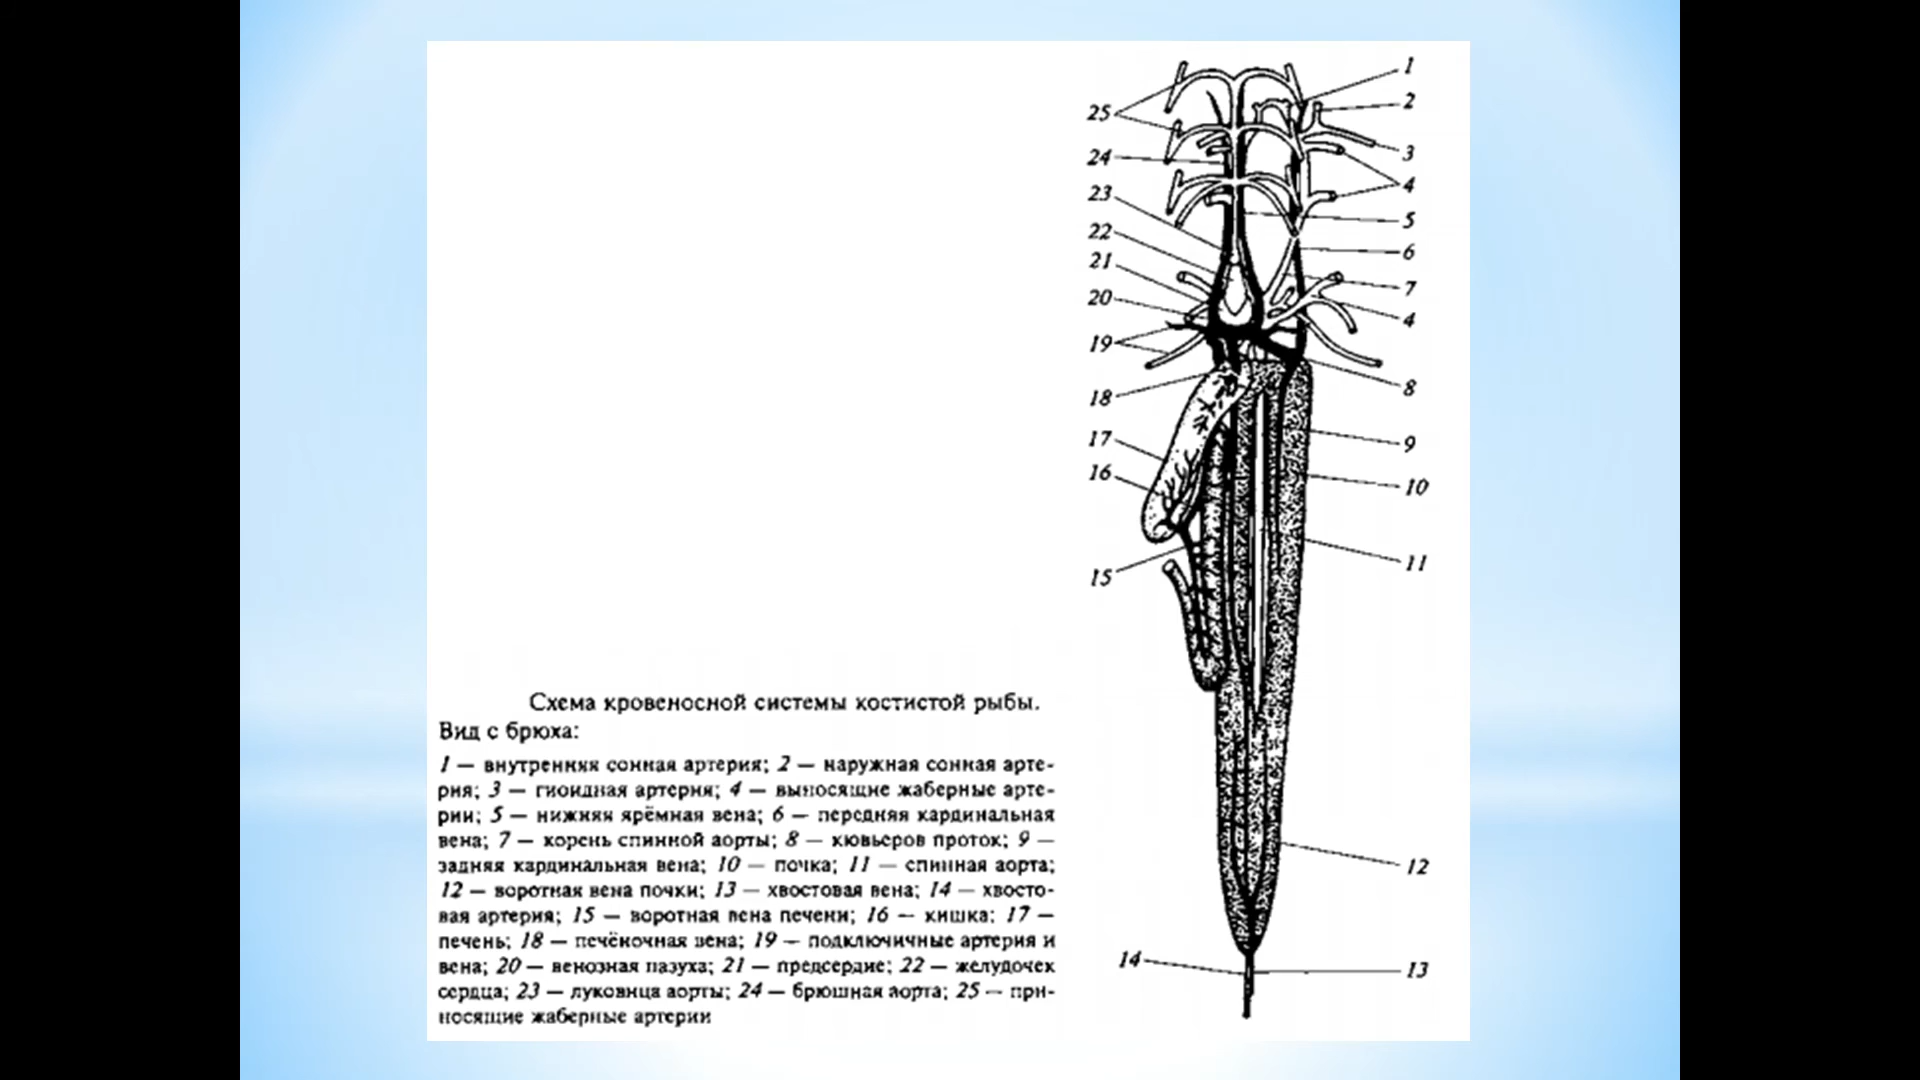 Схема кровеносной системы костистой рыбы.
Вид с брюха:
1 — внутренняя сонная артерия; 2 — наружная сонная арте-
рия; 3 — гиоидная артерия; 4 — выносящие жаберные арте-
рии; 5 — нижняя ярёмная вена; 6 — передняя кардинальная
вена; 7 — корень спинной аорты; 8 — кювьеров проток; 9 —
задняя кардинальная вена; 10 — почка; 11 — спинная аорта;
12 — воротная вена почки; 13 — хвостовая вена; 14 — хвосто-
вая артерия; 15 — воротная вена печени; 16 — кишка; 17 —
печень; 18 — печёночная вена; 19 — подключичные артерия и
вена; 20 — венозная пазуха; 21 — предсердие; 22 — желудочек
сердца; 23 — луковица аорты; 24 — брюшная аорта; 25 — при-
носящие жаберные артерии
25
24
23
22
21
20
19
18
17
16
15
14
1
2
3
4
5
6
7
4
8
9
10
11
12
13